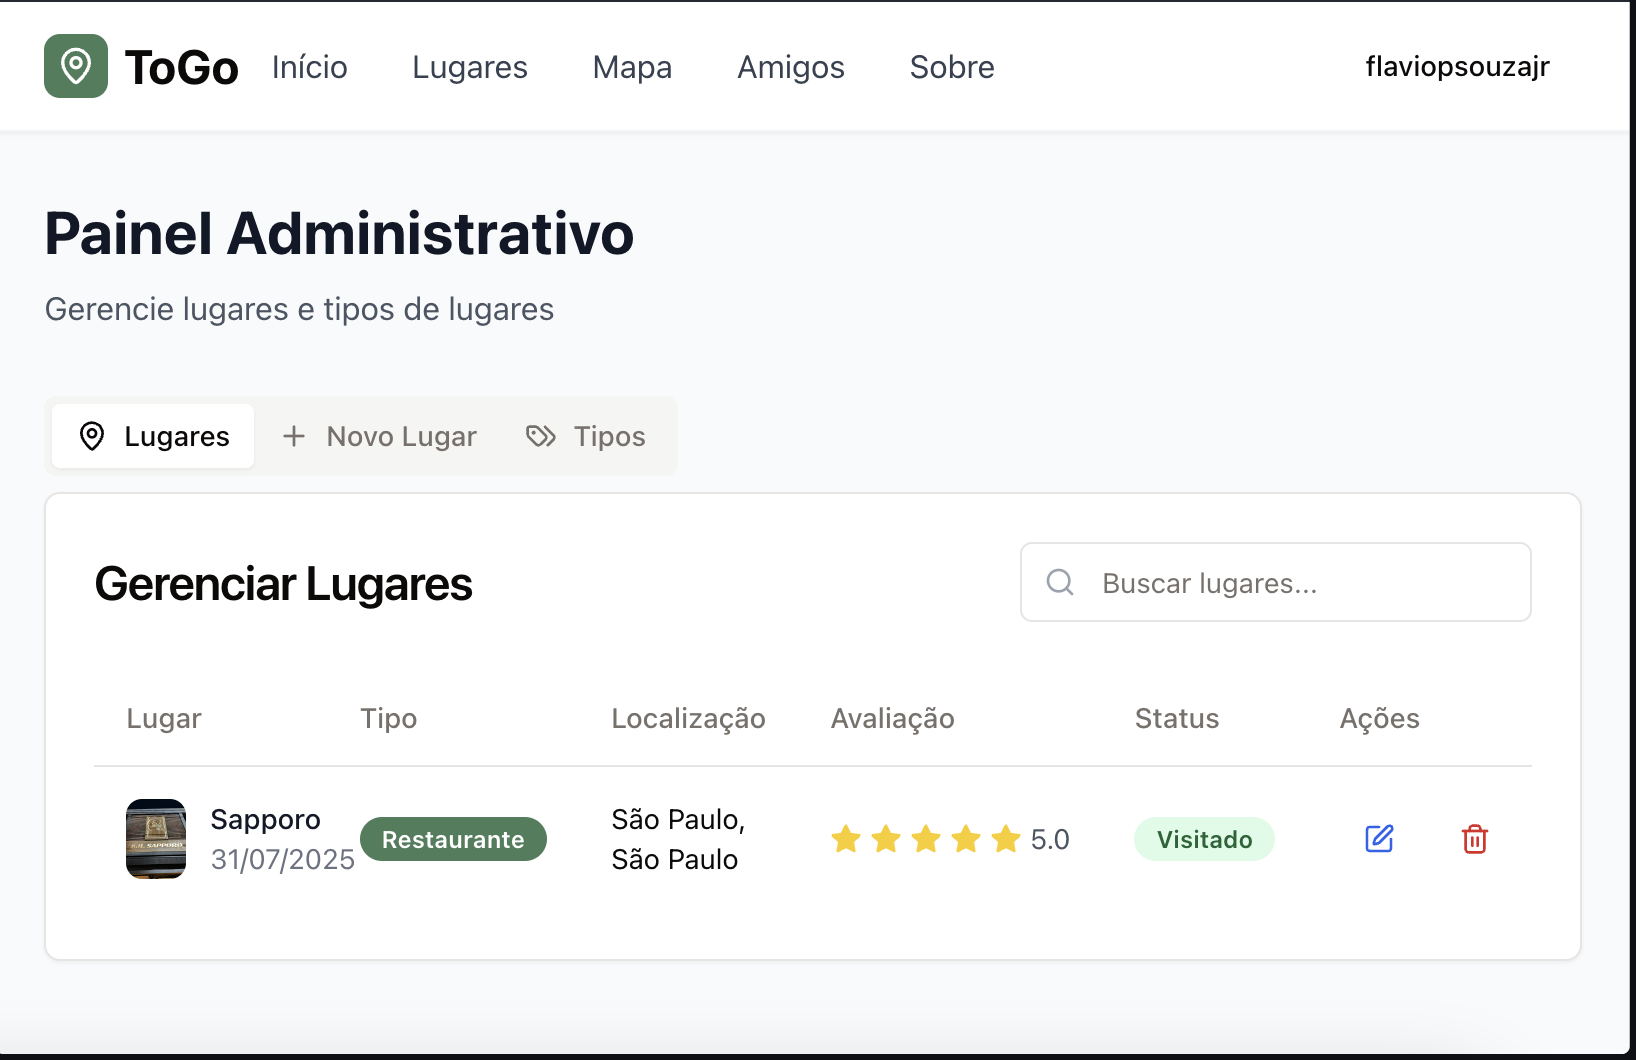 ToGo Início Lugares Mapa Amigos Sobre flaviopsouzajr
Painel Administrativo
Gerencie lugares e tipos de lugares
Lugares Novo Lugar Tipos
Gerenciar Lugares
Buscar lugares...
Lugar Tipo Localização Avaliação Status Ações
Sapporo
31/07/2025
Restaurante
São Paulo,
São Paulo
5.0
Visitado
SAPPORO